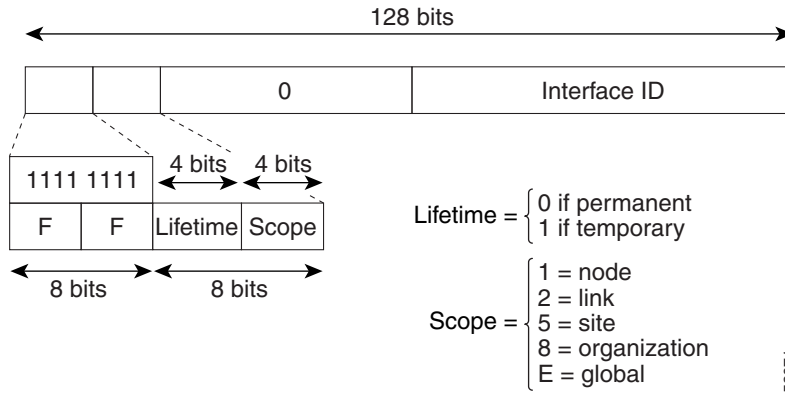 128 bits
0 Interface ID
4 bits 4 bits
1111 1111
F F Lifetime Scope
8 bits 8 bits
Lifetime = 0 if permanent
1 if temporary
Scope = 1 = node
2 = link
5 = site
8 = organization
E = global